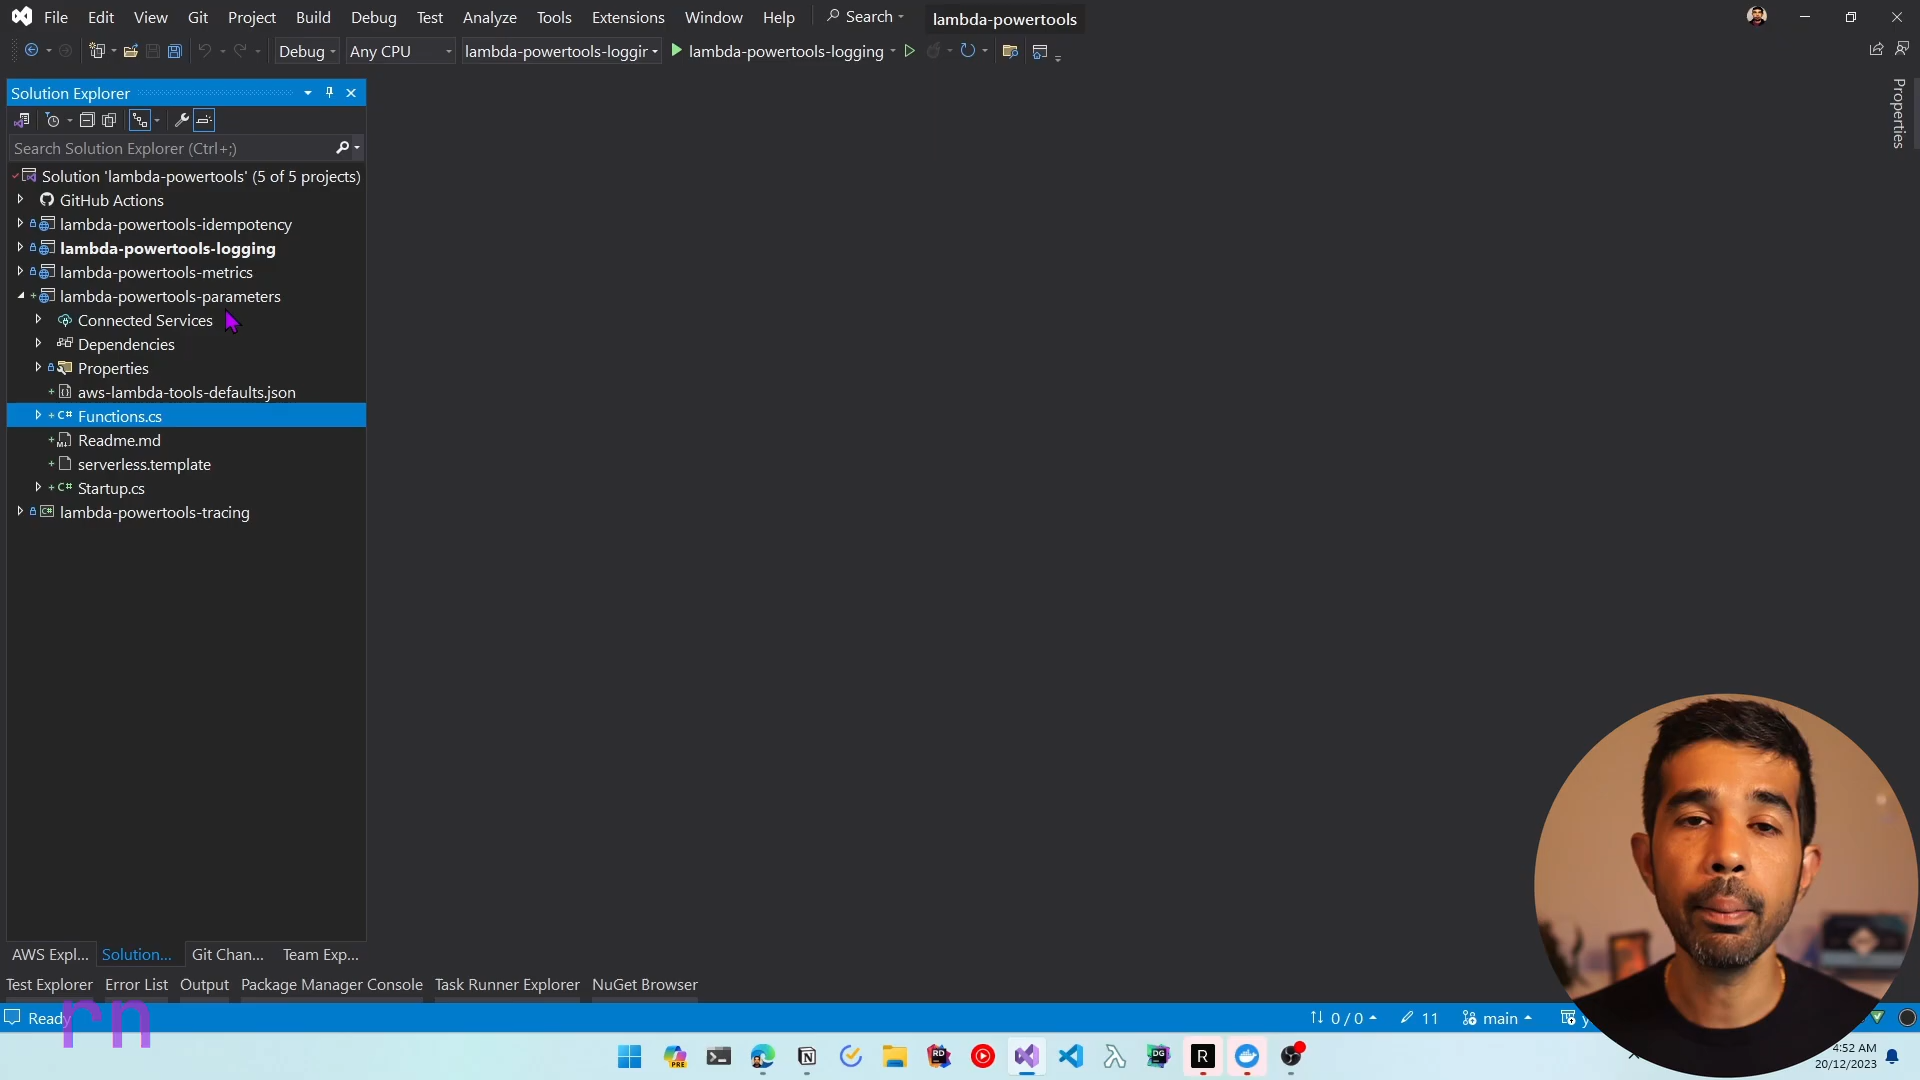 File Edit View Git Project Build Debug Test Analyze Tools Extensions Window Help Search lambda-powertools
Debug Any CPU lambda-powertools-loggir lambda-powertools-logging
Solution Explorer
Search Solution Explorer (Ctrl+;)
Solution 'lambda-powertools' (5 of 5 projects)
GitHub Actions
lambda-powertools-idempotency
lambda-powertools-logging
lambda-powertools-metrics
lambda-powertools-parameters
Connected Services
Dependencies
Properties
aws-lambda-tools-defaults.json
C# Functions.cs
Readme.md
serverless.template
C# Startup.cs
lambda-powertools-tracing
Properties
AWS Expl... Solution... Git Chan... Team Exp...
Test Explorer Error List Output Package Manager Console Task Runner Explorer NuGet Browser
Ready 0 / 0 11 main y
rn
PRE N RD DG R
4:52 AM
20/12/2023